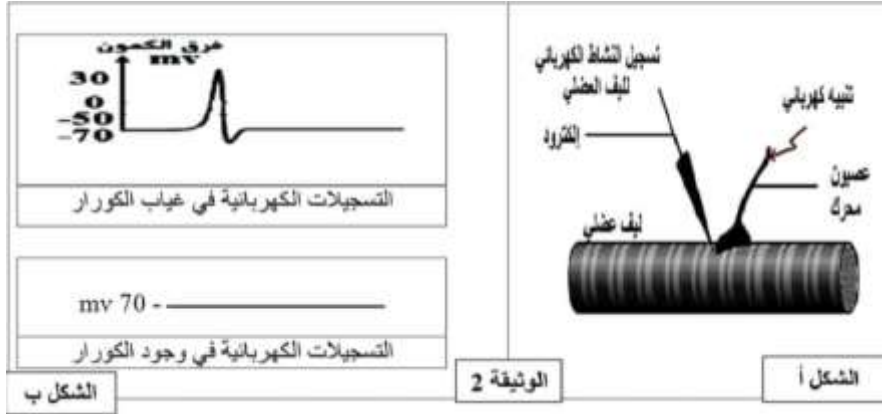 تسجيل النشاط الكهربائي
لليف العضلي
إلكترود
تنبيه كهربائي
عصبون
محرك
ليف عضلي
الشكل أ
فرق الكمون
mv
30
0
-50
-70
التسجيلات الكهربائية في غياب الكورار
mv 70 -
التسجيلات الكهربائية في وجود الكورار
الوثيقة 2
الشكل ب